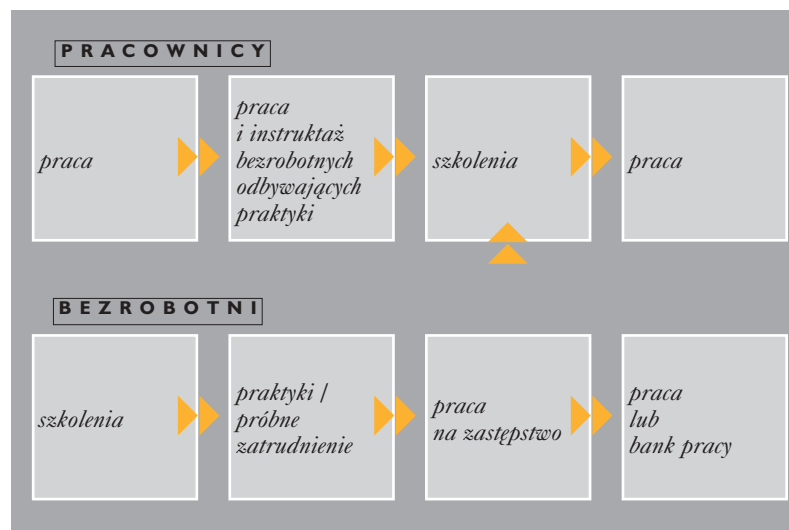 PRACOWNICY
praca
praca
i instruktaż
bezrobotnych
odbywających
praktyki
szkolenia
praca
BEZROBOTNI
szkolenia
praktyki /
próbne
zatrudnienie
praca
na zastępstwo
praca
lub
bank pracy